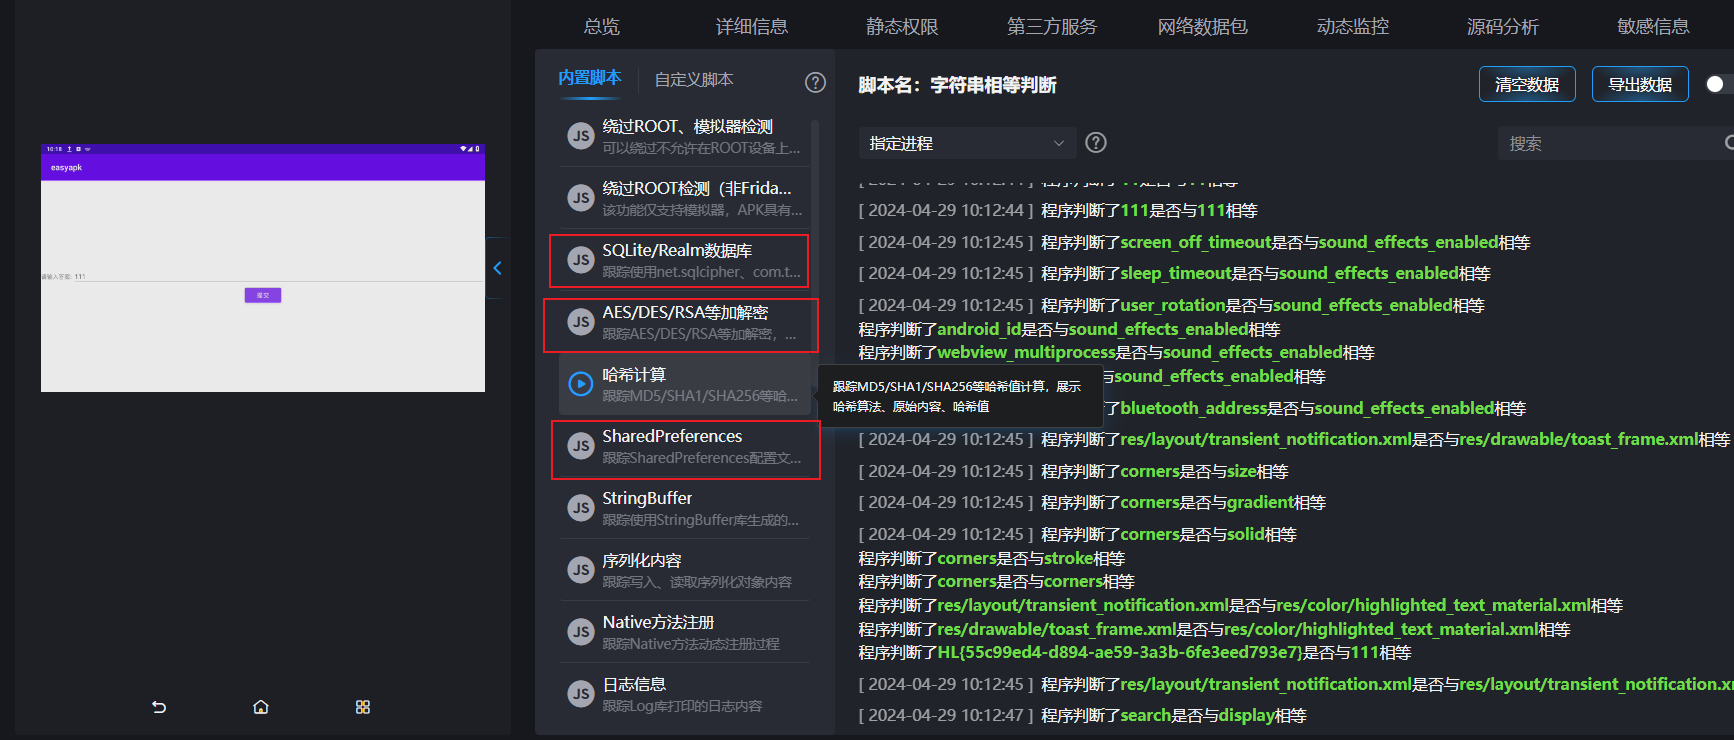 总览 详细信息 静态权限 第三方服务 网络数据包 动态监控 源码分析 敏感信息
10:18
easyapk
请输入答案: 111
提交
内置脚本 自定义脚本 ?
JS 绕过ROOT、模拟器检测
可以绕过不允许在ROOT设备上...
JS 绕过ROOT检测（非Frida...
该功能仅支持模拟器，APK具有...
JS SQLite/Realm数据库
跟踪使用net.sqlcipher、com.t...
JS AES/DES/RSA等加解密
跟踪AES/DES/RSA等加解密，...
哈希计算
跟踪MD5/SHA1/SHA256等哈...
JS SharedPreferences
跟踪SharedPreferences配置文...
JS StringBuffer
跟踪使用StringBuffer库生成的...
JS 序列化内容
跟踪写入、读取序列化对象内容
JS Native方法注册
跟踪Native方法动态注册过程
JS 日志信息
跟踪Log库打印的日志内容
跟踪MD5/SHA1/SHA256等哈希值计算，展示
哈希算法、原始内容、哈希值
脚本名：字符串相等判断 清空数据 导出数据
指定进程 ? 搜索
[ 2024-04-29 10:12:44 ] 程序判断了111是否与111相等
[ 2024-04-29 10:12:45 ] 程序判断了screen_off_timeout是否与sound_effects_enabled相等
[ 2024-04-29 10:12:45 ] 程序判断了sleep_timeout是否与sound_effects_enabled相等
[ 2024-04-29 10:12:45 ] 程序判断了user_rotation是否与sound_effects_enabled相等
程序判断了android_id是否与sound_effects_enabled相等
程序判断了webview_multiprocess是否与sound_effects_enabled相等
sound_effects_enabled相等
了bluetooth_address是否与sound_effects_enabled相等
[ 2024-04-29 10:12:45 ] 程序判断了res/layout/transient_notification.xml是否与res/drawable/toast_frame.xml相等
[ 2024-04-29 10:12:45 ] 程序判断了corners是否与size相等
[ 2024-04-29 10:12:45 ] 程序判断了corners是否与gradient相等
[ 2024-04-29 10:12:45 ] 程序判断了corners是否与solid相等
程序判断了corners是否与stroke相等
程序判断了corners是否与corners相等
程序判断了res/layout/transient_notification.xml是否与res/color/highlighted_text_material.xml相等
程序判断了res/drawable/toast_frame.xml是否与res/color/highlighted_text_material.xml相等
程序判断了HL{55c99ed4-d894-ae59-3a3b-6fe3eed793e7}是否与111相等
[ 2024-04-29 10:12:45 ] 程序判断了res/layout/transient_notification.xml是否与res/layout/transient_notification.x
[ 2024-04-29 10:12:47 ] 程序判断了search是否与display相等